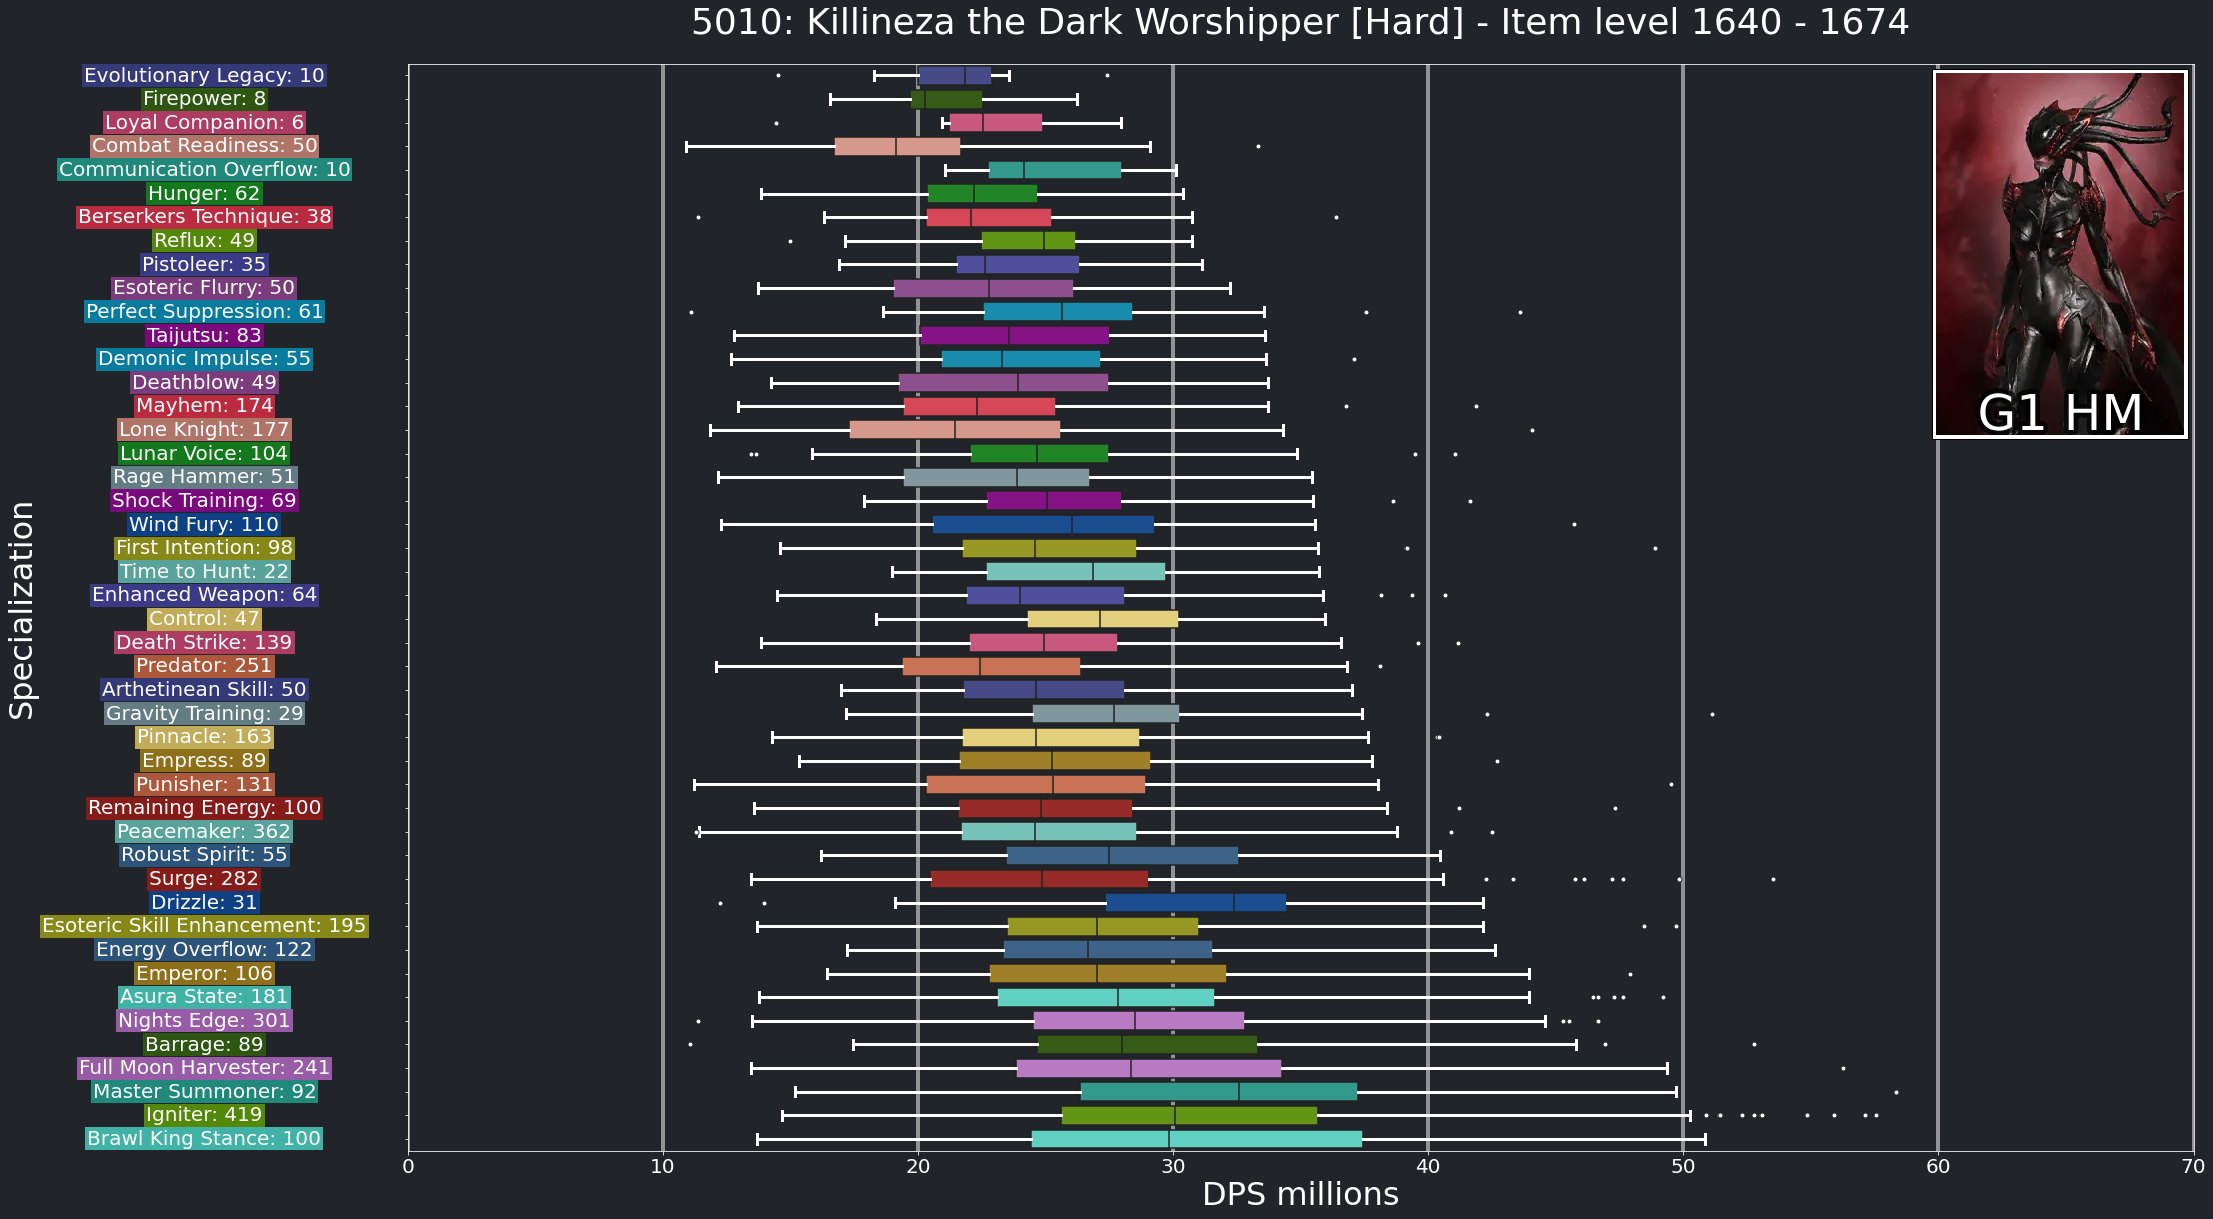 5010: Killineza the Dark Worshipper [Hard] - Item level 1640 - 1674
Specialization
Evolutionary Legacy: 10
Firepower: 8
Loyal Companion: 6
Combat Readiness: 50
Communication Overflow: 10
Hunger: 62
Berserkers Technique: 38
Reflux: 49
Pistoleer: 35
Esoteric Flurry: 50
Perfect Suppression: 61
Taijutsu: 83
Demonic Impulse: 55
Deathblow: 49
Mayhem: 174
Lone Knight: 177
Lunar Voice: 104
Rage Hammer: 51
Shock Training: 69
Wind Fury: 110
First Intention: 98
Time to Hunt: 22
Enhanced Weapon: 64
Control: 47
Death Strike: 139
Predator: 251
Arthetinean Skill: 50
Gravity Training: 29
Pinnacle: 163
Empress: 89
Punisher: 131
Remaining Energy: 100
Peacemaker: 362
Robust Spirit: 55
Surge: 282
Drizzle: 31
Esoteric Skill Enhancement: 195
Energy Overflow: 122
Emperor: 106
Asura State: 181
Nights Edge: 301
Barrage: 89
Full Moon Harvester: 241
Master Summoner: 92
Igniter: 419
Brawl King Stance: 100
G1 HM
0 10 20 30 40 50 60 70
DPS millions